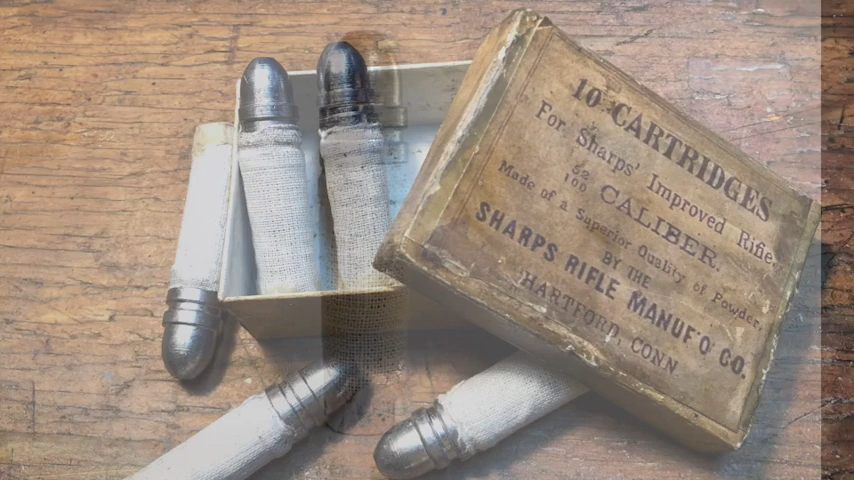 10 CARTRIDGES
For Sharps' Improved Rifle.
52/100 CALIBER.
Made of a Superior Quality of Powder,
BY THE
SHARPS RIFLE MANUF'G CO.
HARTFORD, CONN